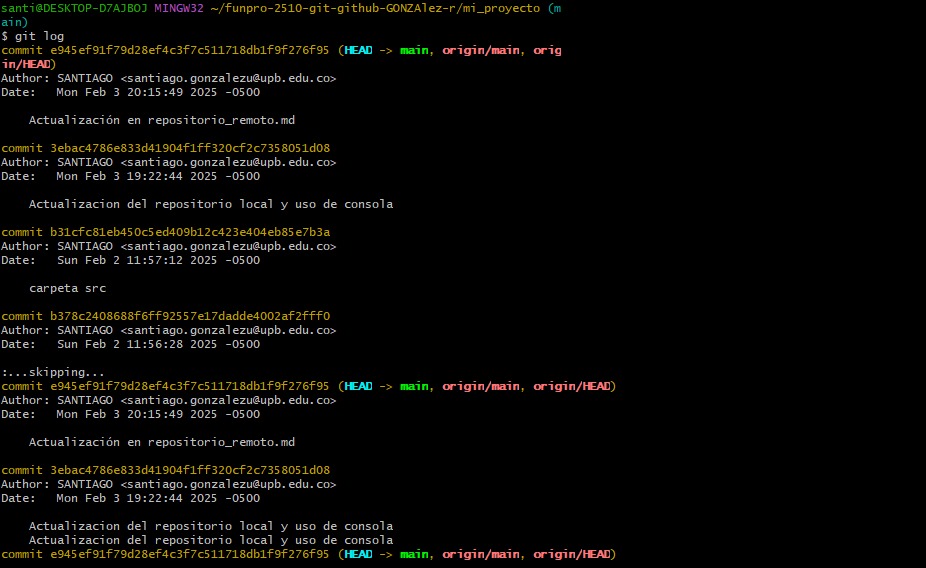 santi@DESKTOP-D7AJBOJ MINGW32 ~/funpro-2510-git-github-GONZAlez-r/mi_proyecto (m
ain)
$ git log
commit e945ef91f79d28ef4c3f7c511718db1f9f276f95 (HEAD -> main, origin/main, orig
in/HEAD)
Author: SANTIAGO <santiago.gonzalezu@upb.edu.co>
Date:   Mon Feb 3 20:15:49 2025 -0500

    Actualización en repositorio_remoto.md

commit 3ebac4786e833d41904f1ff320cf2c7358051d08
Author: SANTIAGO <santiago.gonzalezu@upb.edu.co>
Date:   Mon Feb 3 19:22:44 2025 -0500

    Actualizacion del repositorio local y uso de consola

commit b31cfc81eb450c5ed409b12c423e404eb85e7b3a
Author: SANTIAGO <santiago.gonzalezu@upb.edu.co>
Date:   Sun Feb 2 11:57:12 2025 -0500

    carpeta src

commit b378c2408688f6ff92557e17dadde4002af2fff0
Author: SANTIAGO <santiago.gonzalezu@upb.edu.co>
Date:   Sun Feb 2 11:56:28 2025 -0500

:...skipping...
commit e945ef91f79d28ef4c3f7c511718db1f9f276f95 (HEAD -> main, origin/main, origin/HEAD)
Author: SANTIAGO <santiago.gonzalezu@upb.edu.co>
Date:   Mon Feb 3 20:15:49 2025 -0500

    Actualización en repositorio_remoto.md

commit 3ebac4786e833d41904f1ff320cf2c7358051d08
Author: SANTIAGO <santiago.gonzalezu@upb.edu.co>
Date:   Mon Feb 3 19:22:44 2025 -0500

    Actualizacion del repositorio local y uso de consola
    Actualizacion del repositorio local y uso de consola
commit e945ef91f79d28ef4c3f7c511718db1f9f276f95 (HEAD -> main, origin/main, origin/HEAD)